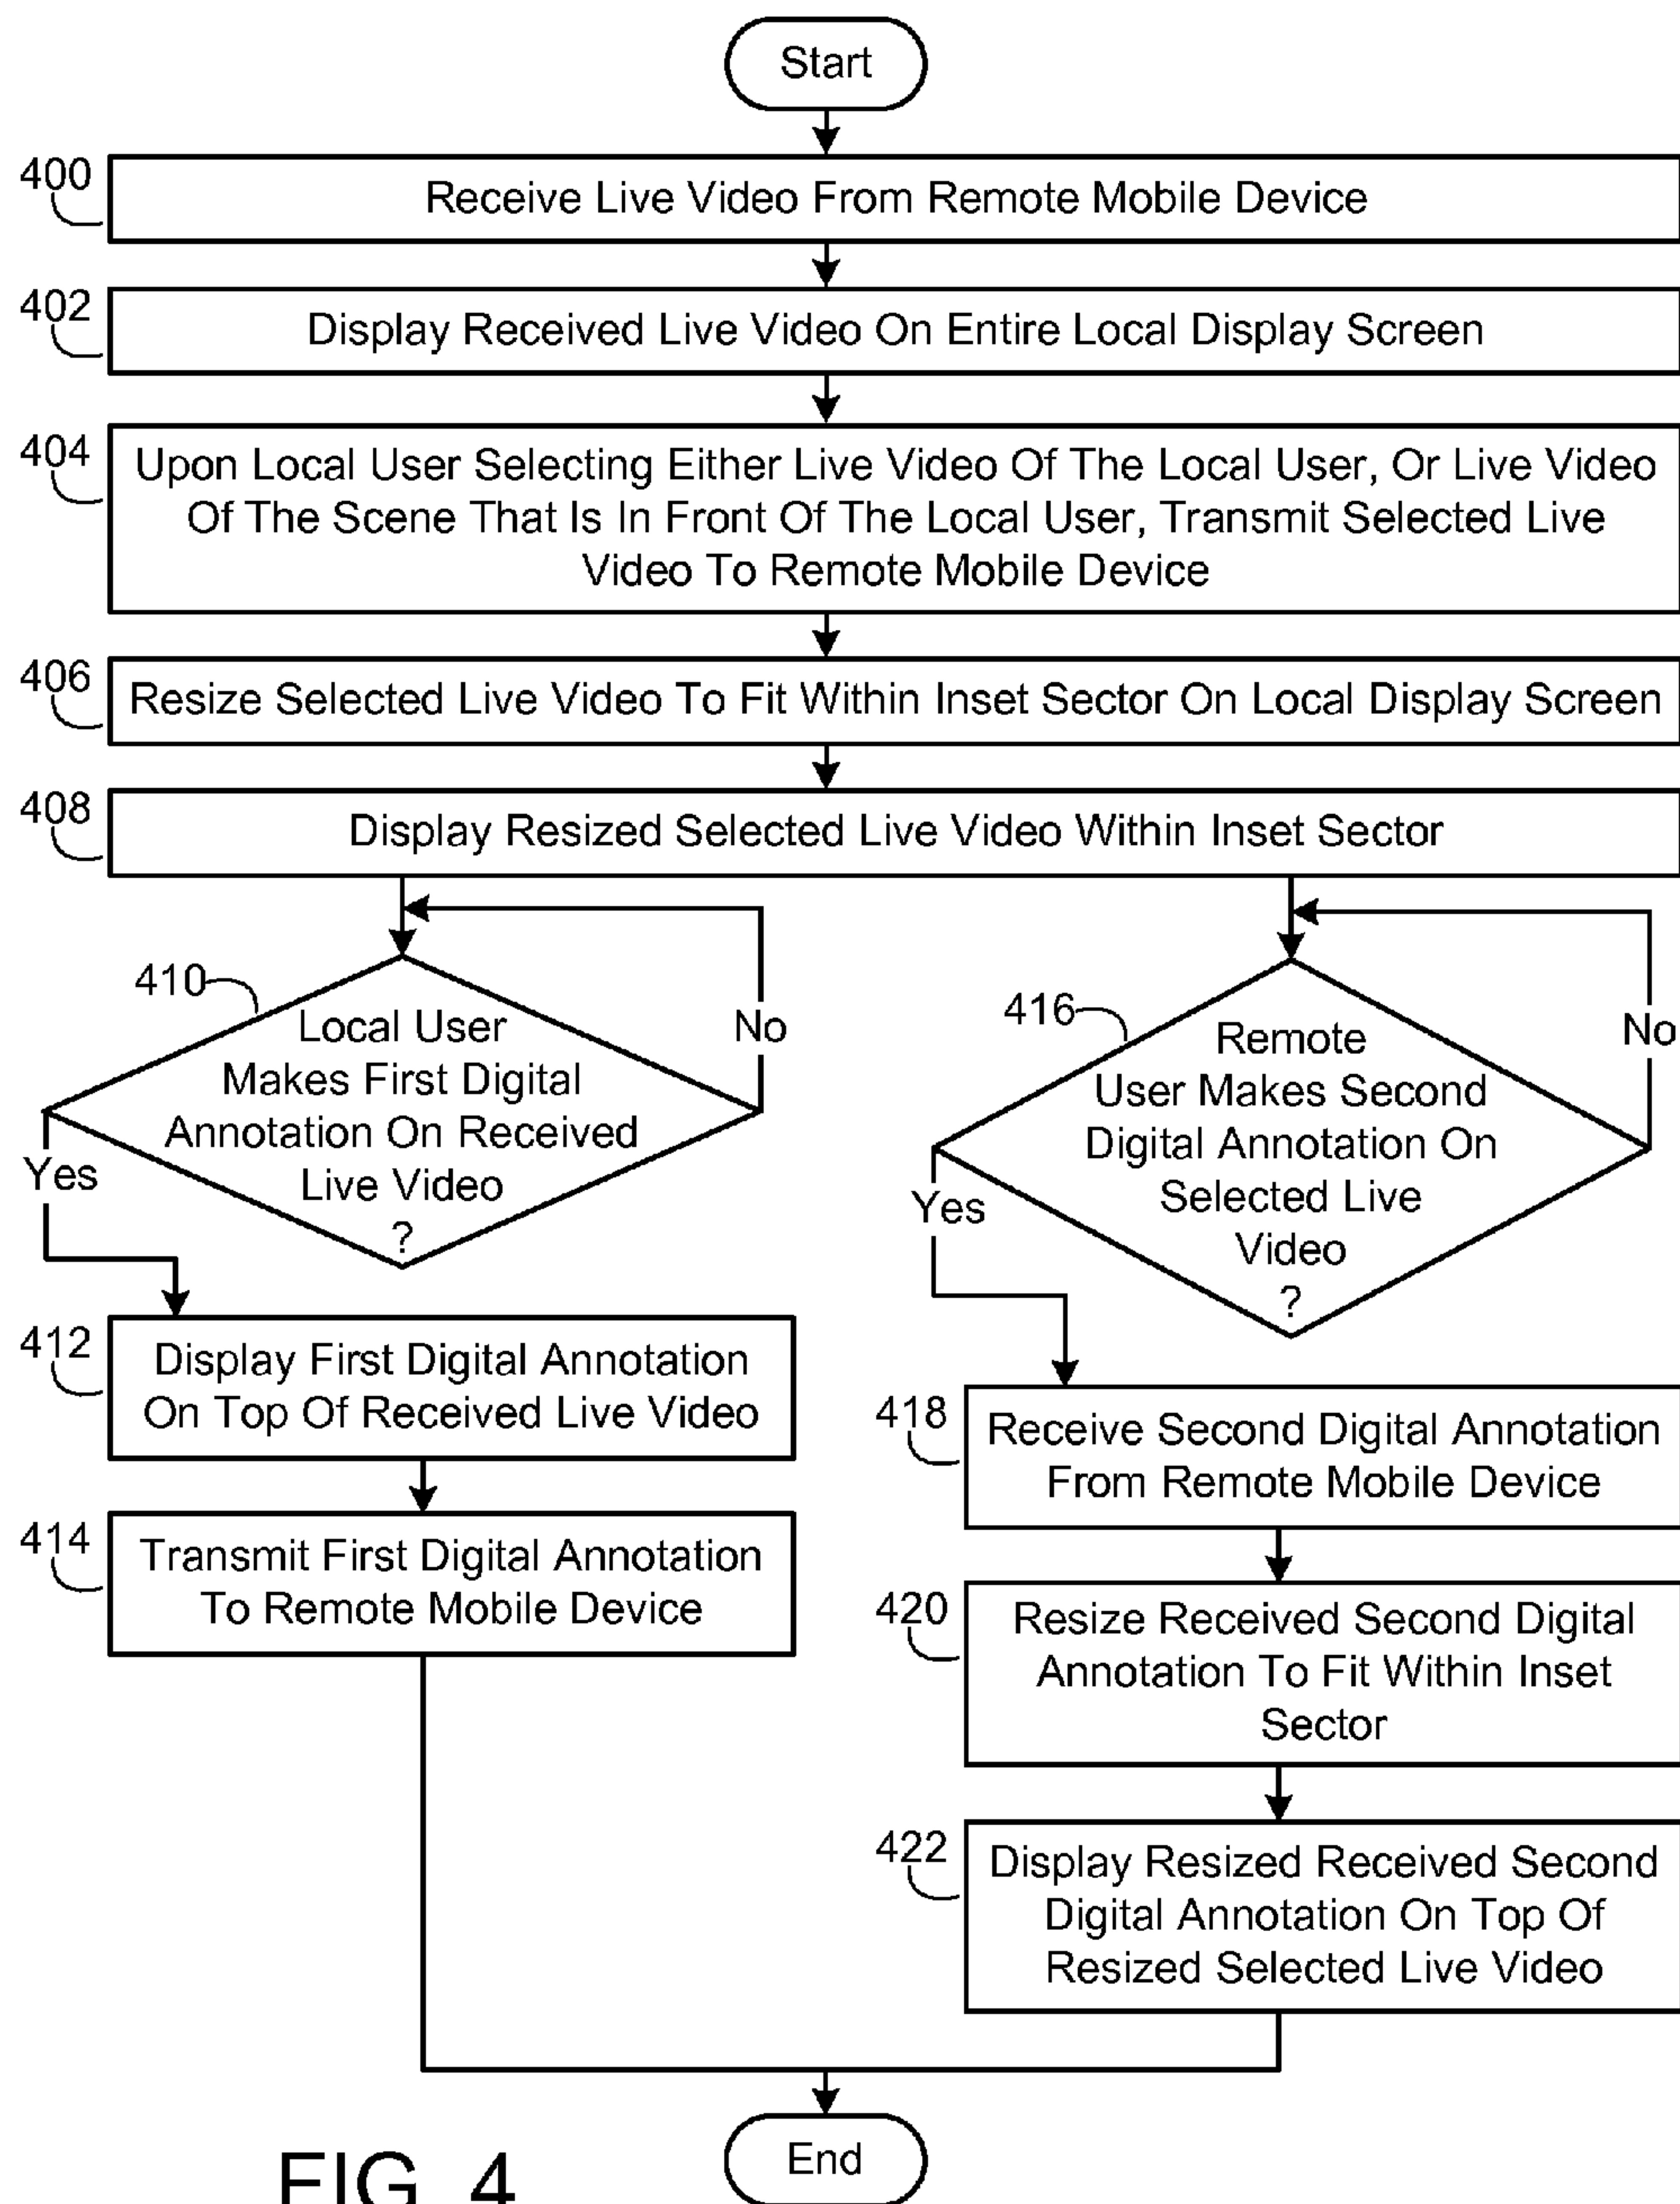 Start
400
Receive Live Video From Remote Mobile Device
402
Display Received Live Video On Entire Local Display Screen
404
Upon Local User Selecting Either Live Video Of The Local User, Or Live Video
Of The Scene That Is In Front Of The Local User, Transmit Selected Live
Video To Remote Mobile Device
406
Resize Selected Live Video To Fit Within Inset Sector On Local Display Screen
408
Display Resized Selected Live Video Within Inset Sector
410
Local User
Makes First Digital
Annotation On Received
Live Video
?
No
Yes
412
Display First Digital Annotation
On Top Of Received Live Video
414
Transmit First Digital Annotation
To Remote Mobile Device
416
Remote
User Makes Second
Digital Annotation On
Selected Live
Video
?
No
Yes
418
Receive Second Digital Annotation
From Remote Mobile Device
420
Resize Received Second Digital
Annotation To Fit Within Inset
Sector
422
Display Resized Received Second
Digital Annotation On Top Of
Resized Selected Live Video
End
FIG. 4